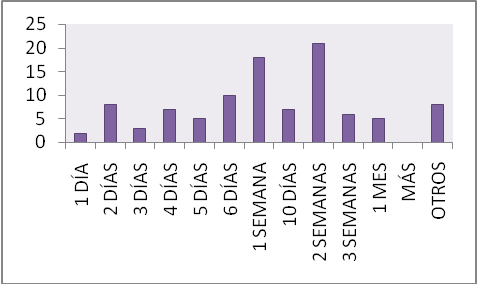 25
20
15
10
5
0
1 DÍA
2 DÍAS
3 DÍAS
4 DÍAS
5 DÍAS
6 DÍAS
1 SEMANA
10 DÍAS
2 SEMANAS
3 SEMANAS
1 MES
MÁS
OTROS